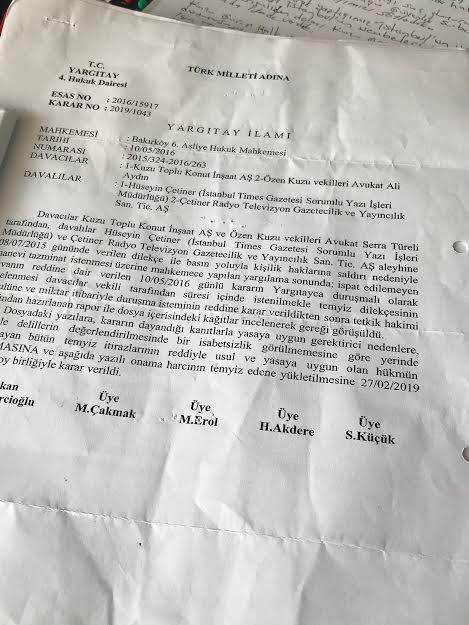 T.C.
YARGITAY
4. Hukuk Dairesi
TÜRK MİLLETİ ADINA
ESAS NO : 2016/15917
KARAR NO : 2019/1043
YARGITAY İLAMI
MAHKEMESİ : Bakırköy 6. Asliye Hukuk Mahkemesi
TARİHİ : 10/05/2016
NUMARASI : 2015/324-2016/263
DAVACILAR : 1-Kuzu Toplu Konut İnşaat AŞ 2-Özen Kuzu vekilleri Avukat Ali
Aydın
DAVALILAR : 1-Hüseyin Çetiner (İstanbul Times Gazetesi Sorumlu Yazı İşleri
Müdürlüğü) 2-Çetiner Radyo Televizyon Gazetecilik ve Yayıncılık
San. Tic. AŞ
Davacılar Kuzu Toplu Konut İnşaat AŞ ve Özen Kuzu vekilleri Avukat Serra Türeli
tarafından, davalılar Hüseyin Çetiner (İstanbul Times Gazetesi Sorumlu Yazı İşleri
Müdürlüğü) ve Çetiner Radyo Televizyon Gazetecilik ve Yayıncılık San. Tic. AŞ aleyhine
08/07/2015 gününde verilen dilekçe ile basın yoluyla kişilik haklarına saldırı nedeniyle
manevi tazminat istenmesi üzerine mahkemece yapılan yargılama sonunda; ispat edilemeyen
davanın reddine dair verilen 10/05/2016 günlü kararın Yargıtayca duruşmalı olarak
elenmesi davacılar vekili tarafından süresi içinde istenilmekle temyiz dilekçesinin
ulüne ve miktar itibariyle duruşma isteminin reddine karar verildikten sonra tetkik hakimi
ından hazırlanan rapor ile dosya içerisindeki kağıtlar incelenerek gereği görüşüldü.
Dosyadaki yazılara, kararın dayandığı kanıtlarla yasaya uygun gerektirici nedenlere,
le delillerin değerlendirilmesinde bir isabetsizlik görülmemesine göre yerinde
ayan bütün temyiz itirazlarının reddiyle usul ve yasaya uygun olan hükmün
MASINA ve aşağıda yazılı onama harcının temyiz edene yükletilmesine 27/02/2019
oy birliğiyle karar verildi.
kan Üye Üye Üye Üye
rcioğlu M.Çakmak M.Erol H.Akdere S.Küçük